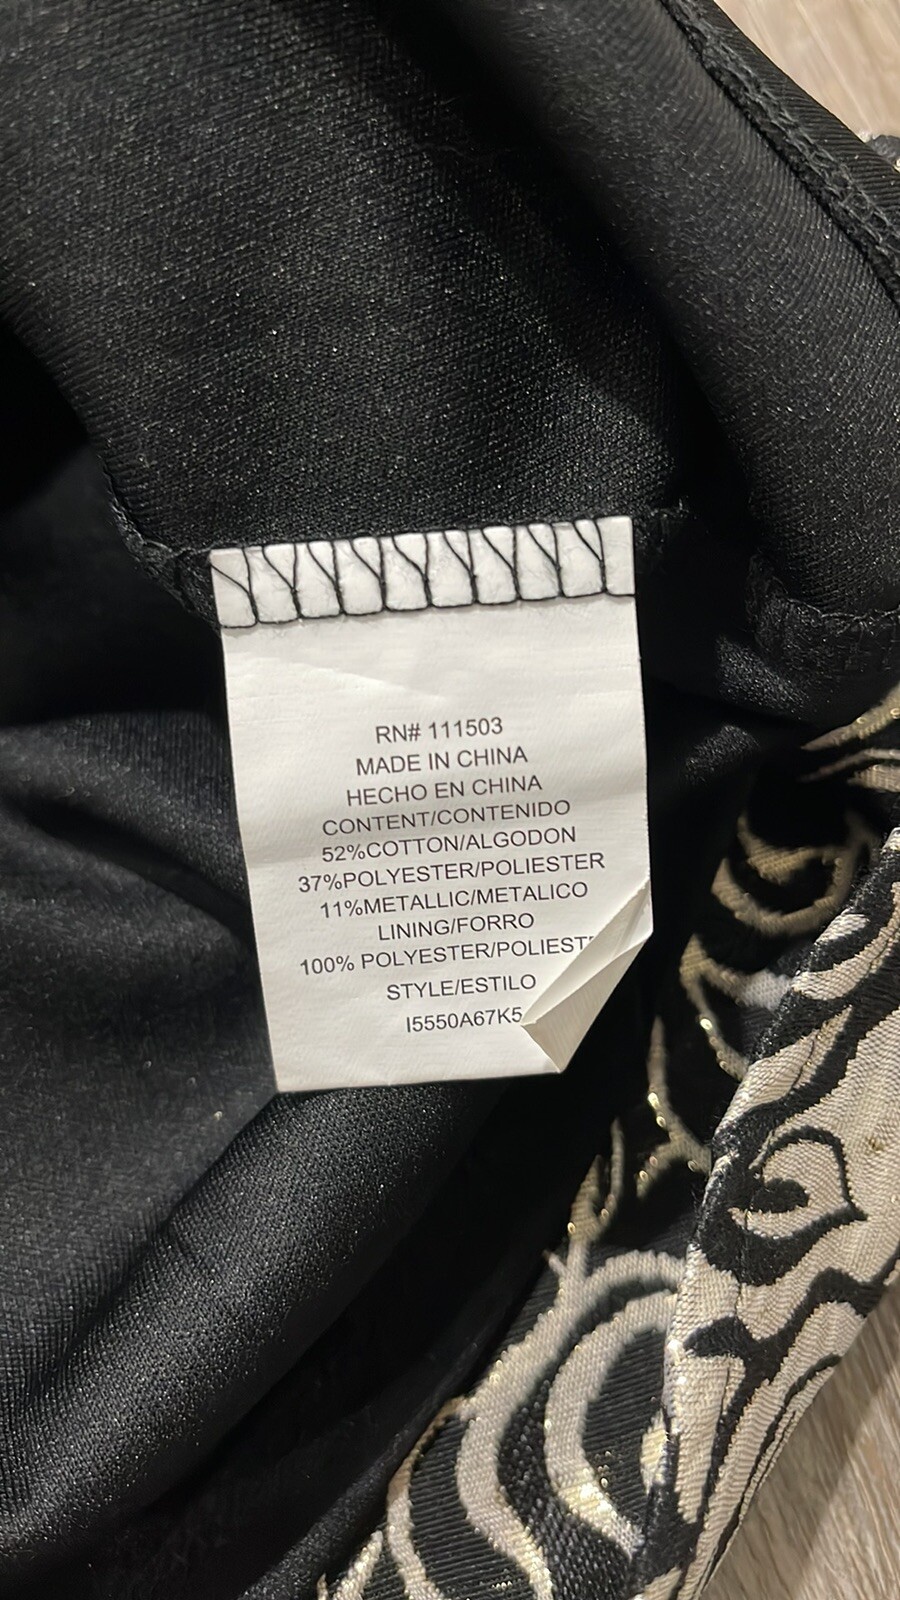 RN# 111503
MADE IN CHINA
HECHO EN CHINA
CONTENT/CONTENIDO
52%COTTON/ALGODON
37%POLYESTER/POLIESTER
11%METALLIC/METALICO
LINING/FORRO
100% POLYESTER/POLIEST
STYLE/ESTILO
I5550A67K5